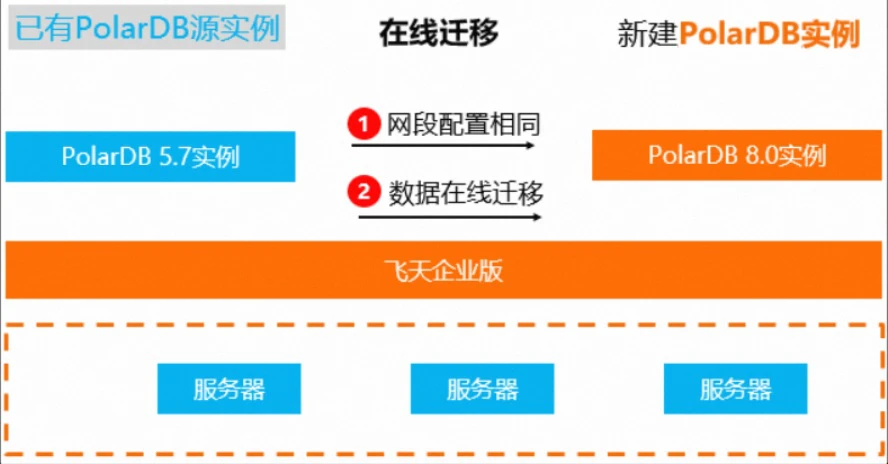 已有PolarDB源实例
在线迁移
新建PolarDB实例
1 网段配置相同
PolarDB 5.7实例
PolarDB 8.0实例
2 数据在线迁移
飞天企业版
服务器
服务器
服务器